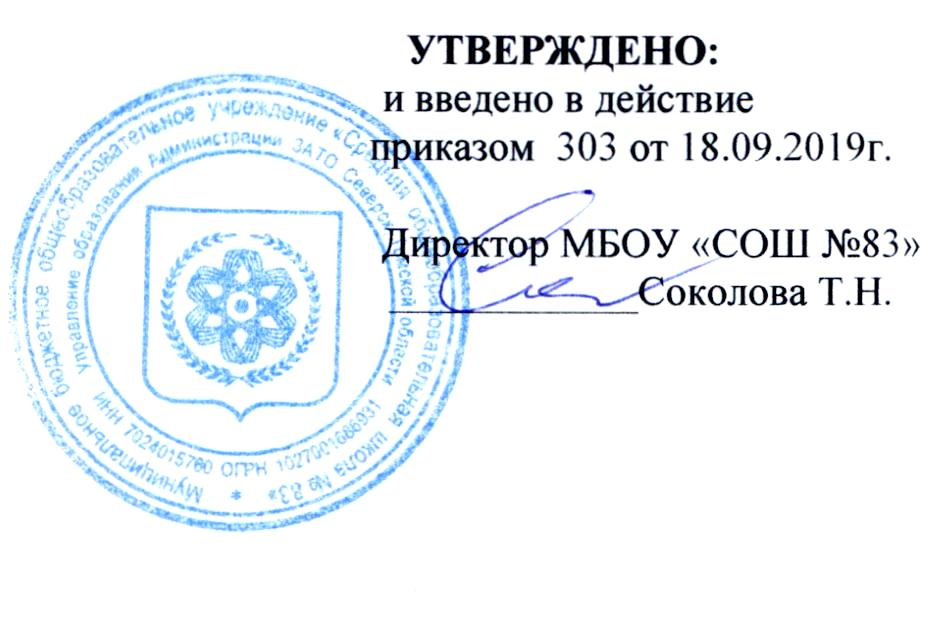 УТВЕРЖДЕНО:
и введено в действие
приказом 303 от 18.09.2019г.
Директор МБОУ «СОШ №83»
Соколова Т.Н.
Муниципальное бюджетное общеобразовательное учреждение «Средняя общеобразовательная школа № 83» *
Управление образования Администрации ЗАТО Северск Томской области
ИНН 7024015760 ОГРН